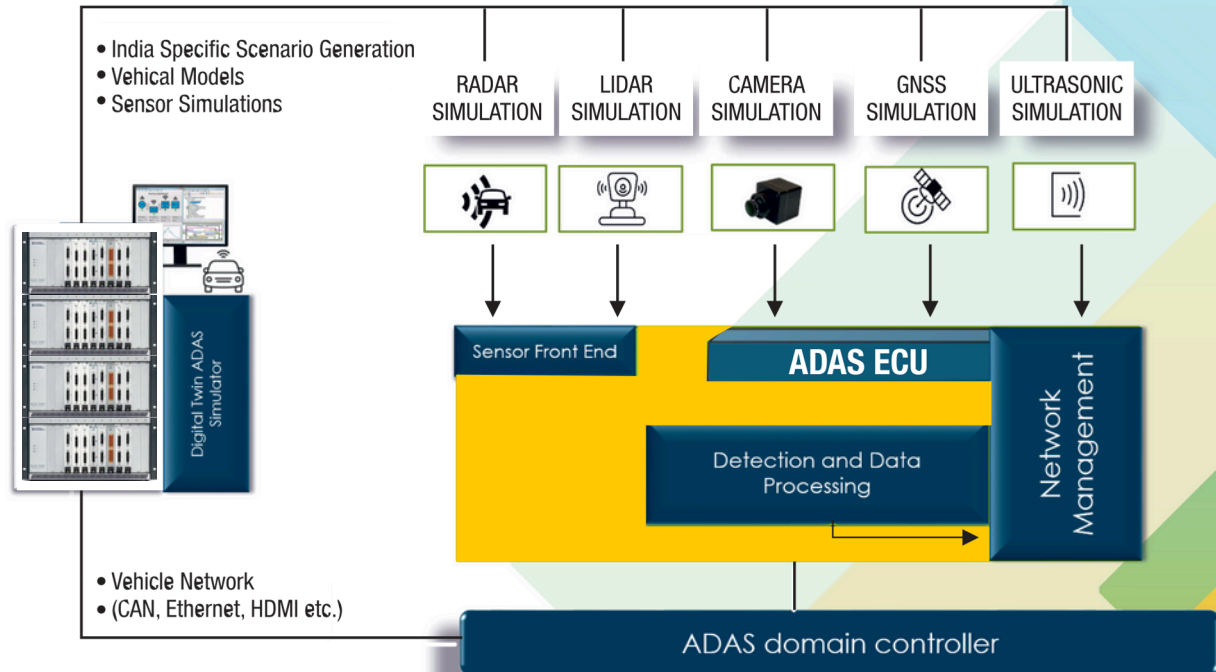 • India Specific Scenario Generation
• Vehical Models
• Sensor Simulations
RADAR
SIMULATION
LIDAR
SIMULATION
CAMERA
SIMULATION
GNSS
SIMULATION
ULTRASONIC
SIMULATION
Digital Twin ADAS
Simulator
Sensor Front End
ADAS ECU
Detection and Data
Processing
Network
Management
• Vehicle Network
• (CAN, Ethernet, HDMI etc.)
ADAS domain controller